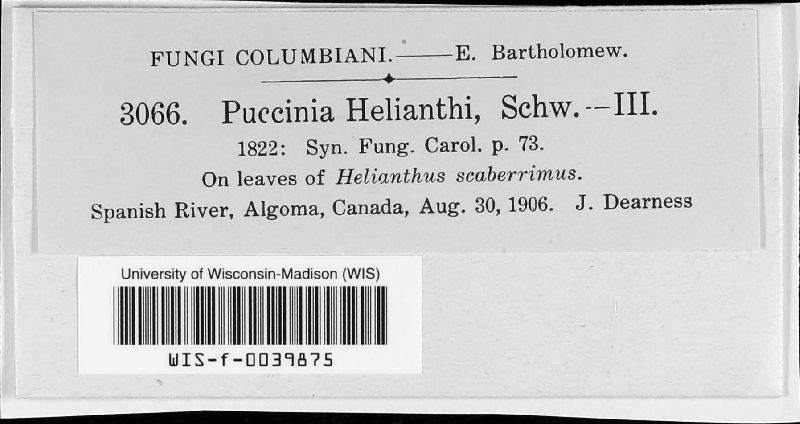 FUNGI COLUMBIANI.——E. Bartholomew.
3066. Puccinia Helianthi, Schw.—III.
1822: Syn. Fung. Carol. p. 73.
On leaves of Helianthus scaberrimus.
Spanish River, Algoma, Canada, Aug. 30, 1906. J. Dearness
University of Wisconsin-Madison (WIS)
WIS-f-0039875